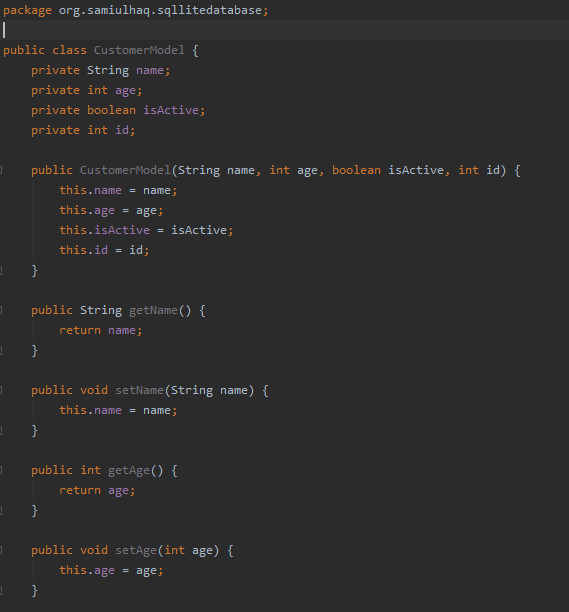 package org.samiulhaq.sqllitedatabase;
public class CustomerModel {
private String name;
private int age;
private boolean isActive;
private int id;
public CustomerModel(String name, int age, boolean isActive, int id) {
this.name = name;
this.age = age;
this.isActive = isActive;
this.id = id;
}
public String getName() {
return name;
}
public void setName(String name) {
this.name = name;
}
public int getAge() {
return age;
}
public void setAge(int age) {
this.age = age;
}